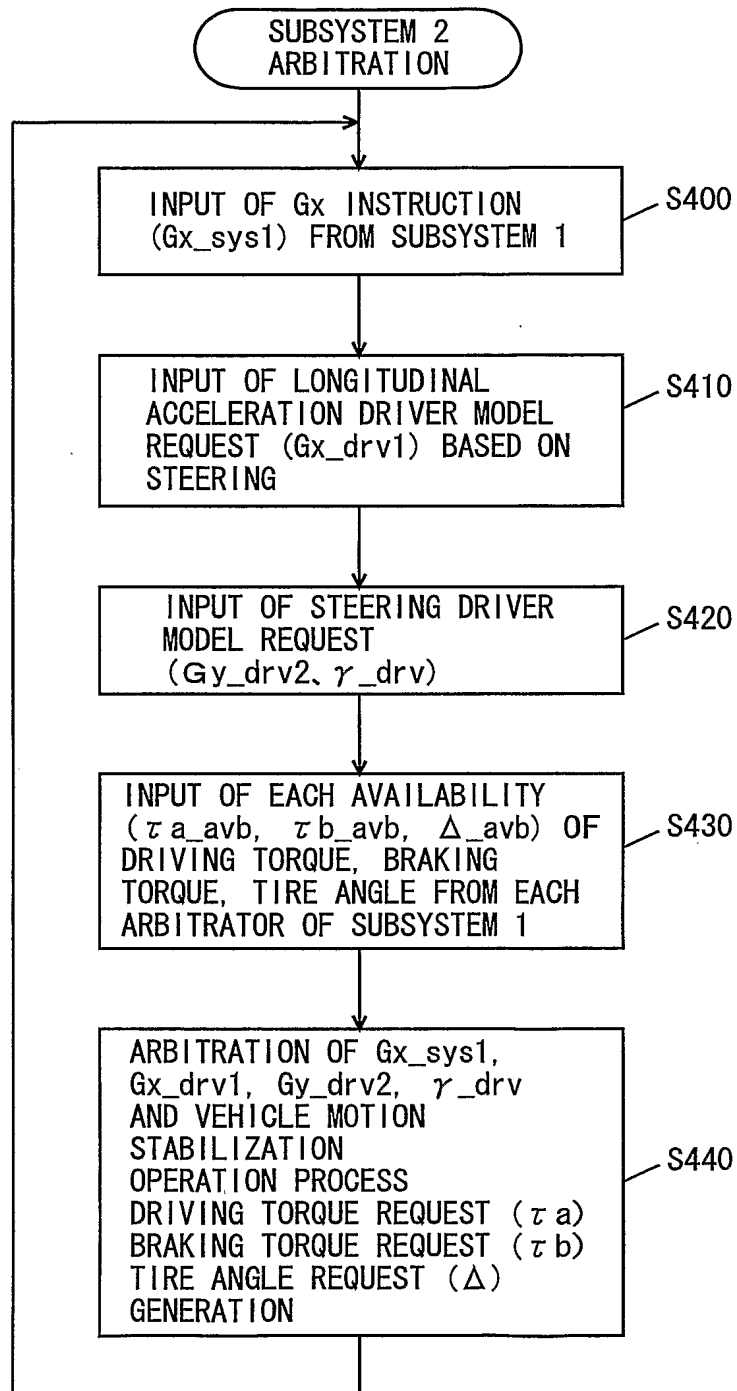 SUBSYSTEM 2
ARBITRATION
INPUT OF Gx INSTRUCTION
(Gx_sys1) FROM SUBSYSTEM 1
S400
INPUT OF LONGITUDINAL
ACCELERATION DRIVER MODEL
REQUEST (Gx_drv1) BASED ON
STEERING
S410
INPUT OF STEERING DRIVER
MODEL REQUEST
(Gy_drv2、γ_drv)
S420
INPUT OF EACH AVAILABILITY
(τa_avb, τb_avb, Δ_avb) OF
DRIVING TORQUE, BRAKING
TORQUE, TIRE ANGLE FROM EACH
ARBITRATOR OF SUBSYSTEM 1
S430
ARBITRATION OF Gx_sys1,
Gx_drv1, Gy_drv2, γ_drv
AND VEHICLE MOTION
STABILIZATION
OPERATION PROCESS
DRIVING TORQUE REQUEST (τa)
BRAKING TORQUE REQUEST (τb)
TIRE ANGLE REQUEST (Δ)
GENERATION
S440